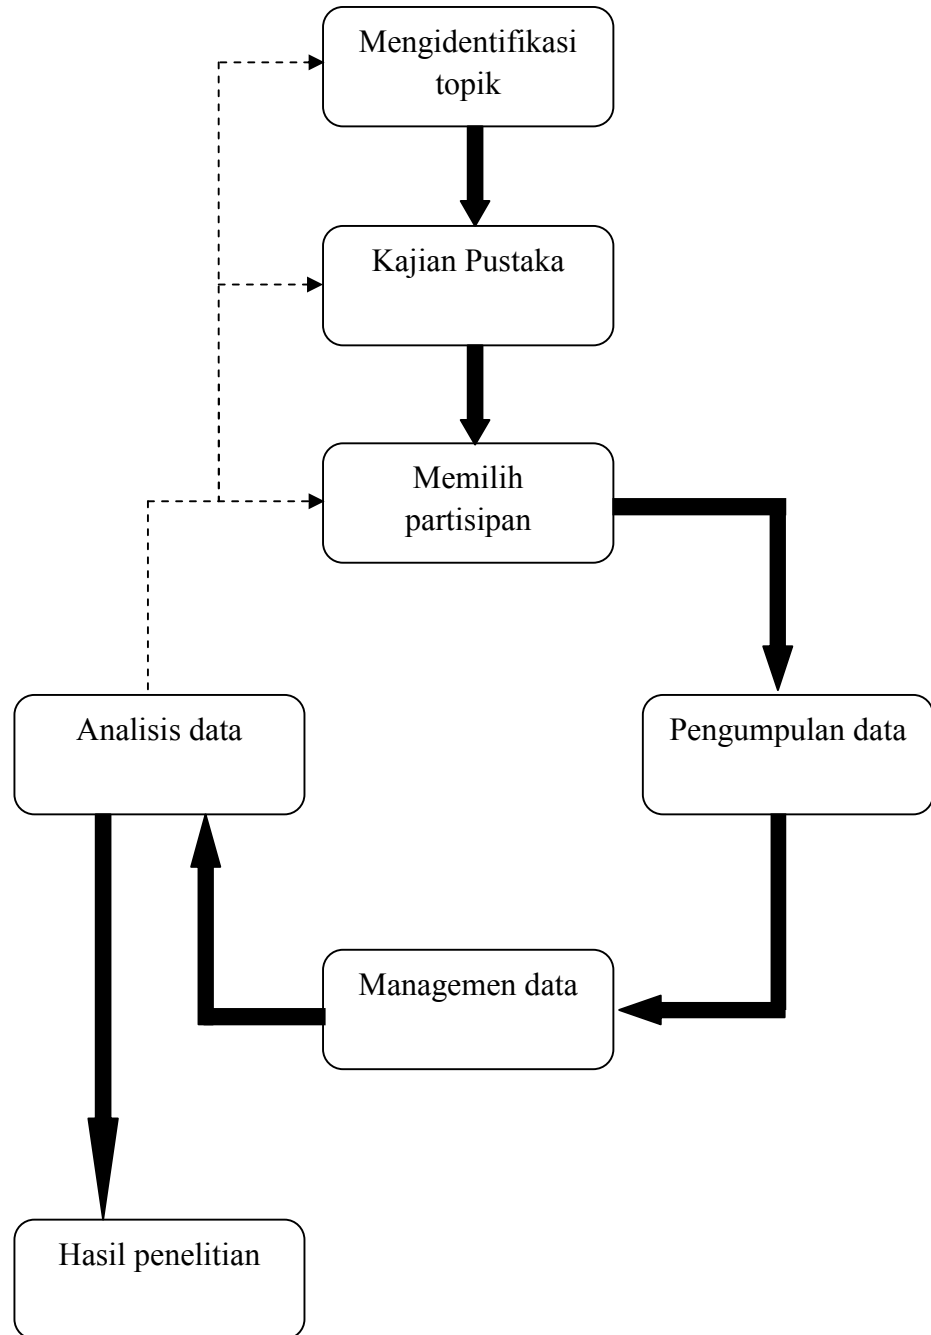 Mengidentifikasi
topik
Kajian Pustaka
Memilih
partisipan
Analisis data
Pengumpulan data
Managemen data
Hasil penelitian